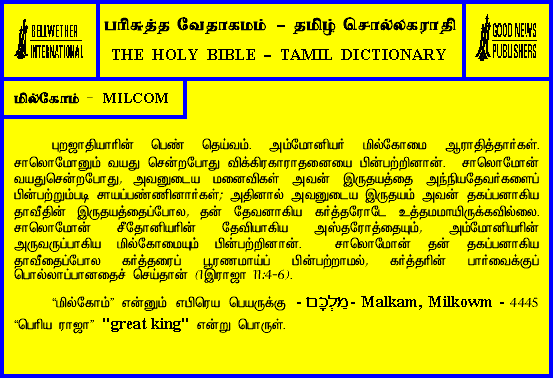 BELLWETHER
INTERNATIONAL
பரிசுத்த வேதாகமம் – தமிழ் சொல்லகராதி
THE HOLY BIBLE – TAMIL DICTIONARY
GOOD NEWS
PUBLISHERS
மில்கோம் – MILCOM
புறஜாதியாரின் பெண் தெய்வம். அம்மோனியர் மில்கோமை ஆராதித்தார்கள்.
சாலொமோனும் வயது சென்றபோது விக்கிரகாராதனையை பின்பற்றினான். சாலொமோன்
வயதுசென்றபோது, அவனுடைய மனைவிகள் அவன் இருதயத்தை அந்நியதேவர்களைப்
பின்பற்றும்படி சாயப்பண்ணினார்கள்; அதினால் அவனுடைய இருதயம் அவன் தகப்பனாகிய
தாவீதின் இருதயத்தைப்போல, தன் தேவனாகிய கர்த்தரோடே உத்தமமாயிருக்கவில்லை.
சாலொமோன் சீதோனியரின் தேவியாகிய அஸ்தரோத்தையும், அம்மோனியரின்
அருவருப்பாகிய மில்கோமையும் பின்பற்றினான். சாலொமோன் தன் தகப்பனாகிய
தாவீதைப்போல கர்த்தரைப் பூரணமாய்ப் பின்பற்றாமல், கர்த்தரின் பார்வைக்குப்
பொல்லாப்பானதைச் செய்தான் (1இராஜா 11:4-6).
“மில்கோம்” என்னும் எபிரெய பெயருக்கு - מַלְכָּם - Malkam, Milkowm - 4445
“பெரிய ராஜா” "great king" என்று பொருள்.